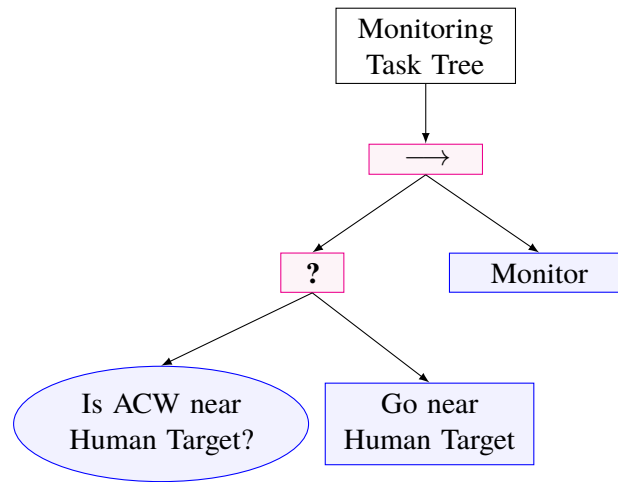 Monitoring
Task Tree
→
?
Monitor
Is ACW near
Human Target?
Go near
Human Target